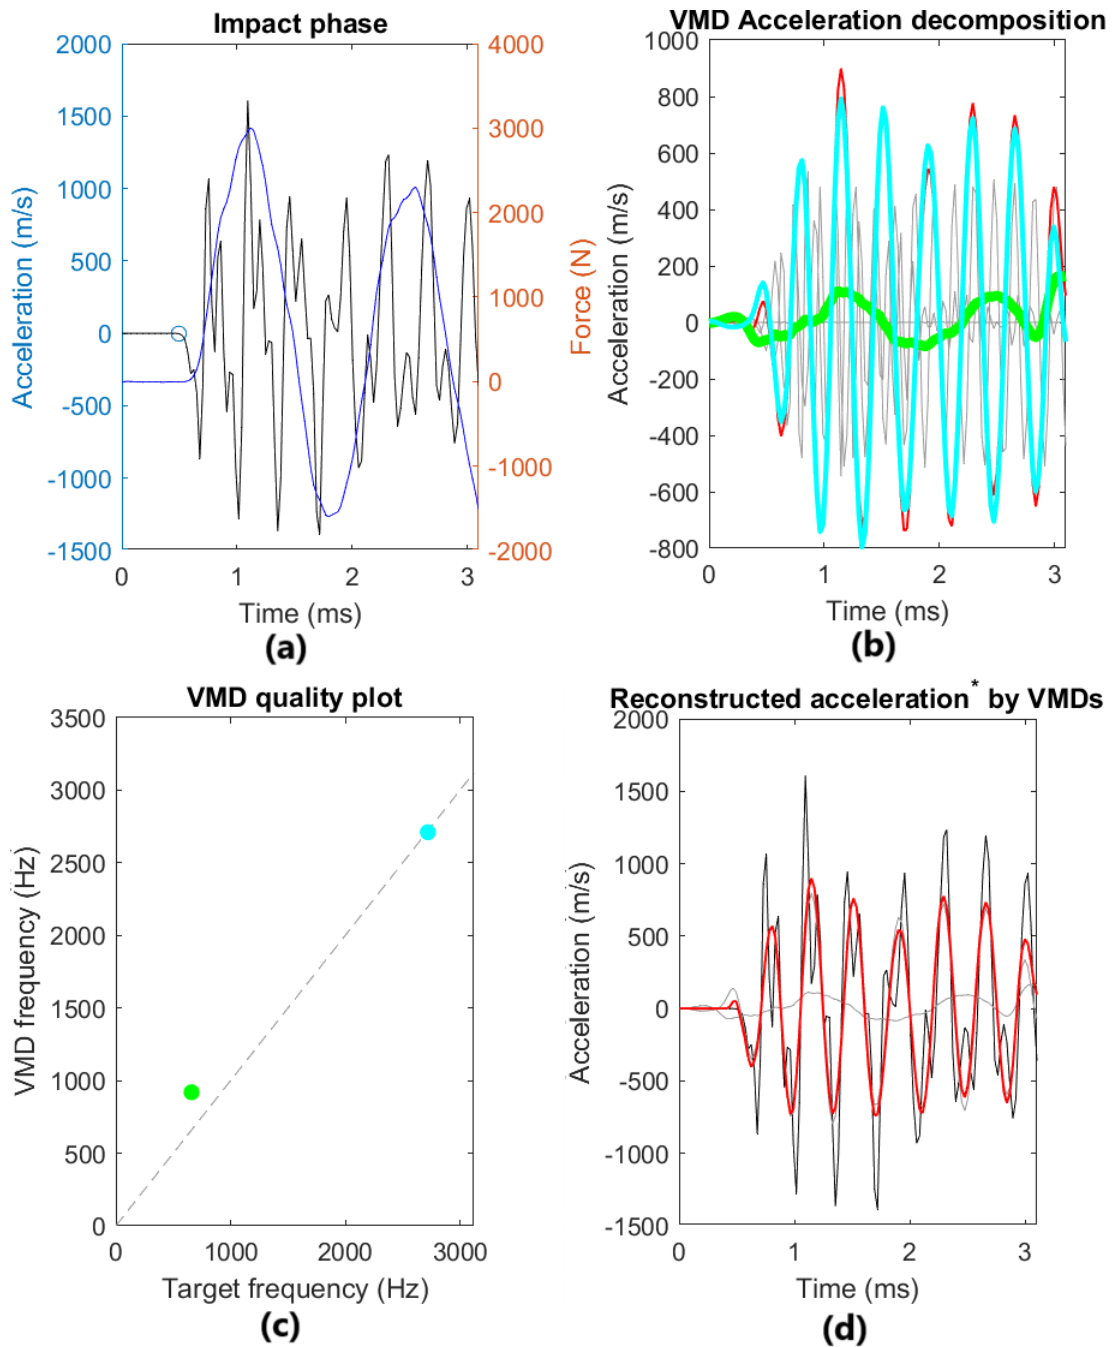 Impact phase
2000
1500
1000
500
0
-500
-1000
-1500
Acceleration (m/s)
4000
3000
2000
1000
0
-1000
-2000
Force (N)
0 1 2 3
Time (ms)
(a)
VMD Acceleration decomposition
1000
800
600
400
200
0
-200
-400
-600
-800
Acceleration (m/s)
0 1 2 3
Time (ms)
(b)
VMD quality plot
3500
3000
2500
2000
1500
1000
500
0
VMD frequency (Hz)
0 1000 2000 3000
Target frequency (Hz)
(c)
Reconstructed acceleration* by VMDs
2000
1500
1000
500
0
-500
-1000
-1500
Acceleration (m/s)
0 1 2 3
Time (ms)
(d)